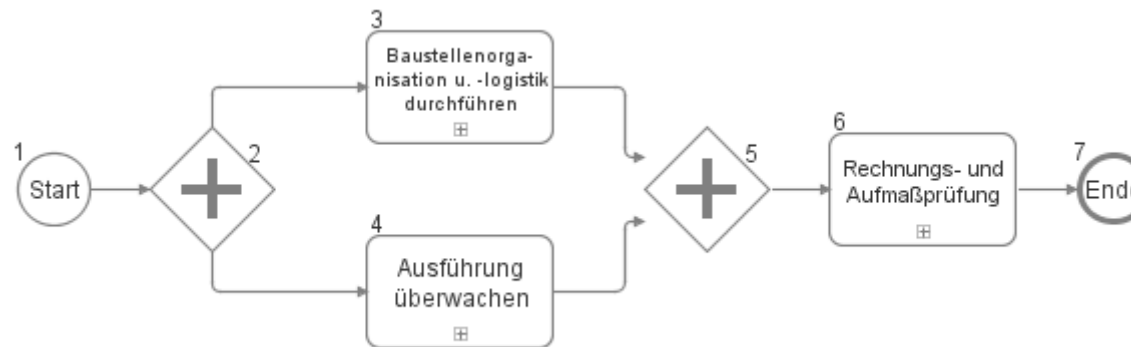 1
Start
2
3
Baustellenorga-
nisation u. -logistik
durchführen
4
Ausführung
überwachen
5
6
Rechnungs- und
Aufmaßprüfung
7
Ende